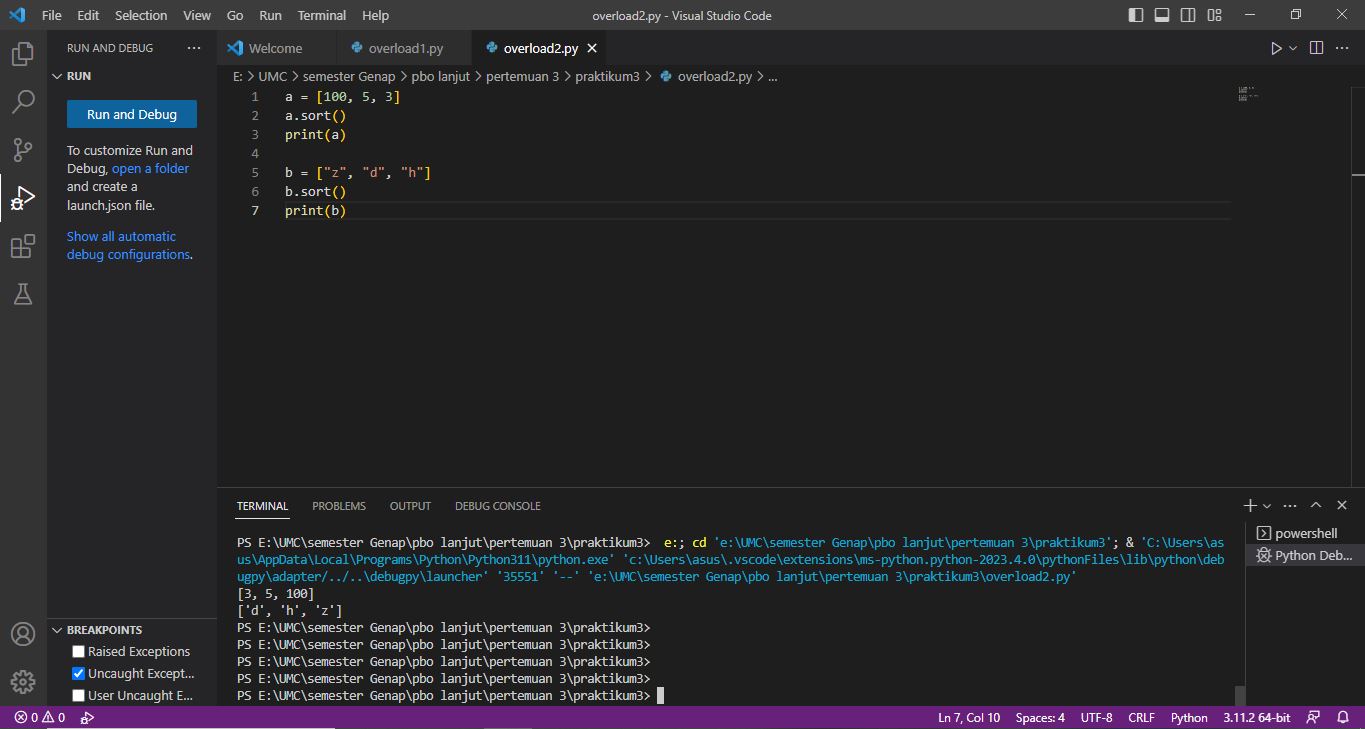 File Edit Selection View Go Run Terminal Help
overload2.py - Visual Studio Code
RUN AND DEBUG ···
RUN
Run and Debug
To customize Run and
Debug, open a folder
and create a
launch.json file.
Show all automatic
debug configurations.
Welcome overload1.py overload2.py
E: > UMC > semester Genap > pbo lanjut > pertemuan 3 > praktikum3 > overload2.py > ...
1 a = [100, 5, 3]
2 a.sort()
3 print(a)
4
5 b = ["z", "d", "h"]
6 b.sort()
7 print(b)
TERMINAL PROBLEMS OUTPUT DEBUG CONSOLE
PS E:\UMC\semester Genap\pbo lanjut\pertemuan 3\praktikum3>  e:; cd 'e:\UMC\semester Genap\pbo lanjut\pertemuan 3\praktikum3'; & 'C:\Users\as
us\AppData\Local\Programs\Python\Python311\python.exe' 'c:\Users\asus\.vscode\extensions\ms-python.python-2023.4.0\pythonFiles\lib\python\deb
ugpy\adapter/../..\debugpy\launcher' '35551' '--' 'e:\UMC\semester Genap\pbo lanjut\pertemuan 3\praktikum3\overload2.py'
[3, 5, 100]
['d', 'h', 'z']
PS E:\UMC\semester Genap\pbo lanjut\pertemuan 3\praktikum3>
PS E:\UMC\semester Genap\pbo lanjut\pertemuan 3\praktikum3>
PS E:\UMC\semester Genap\pbo lanjut\pertemuan 3\praktikum3>
PS E:\UMC\semester Genap\pbo lanjut\pertemuan 3\praktikum3>
PS E:\UMC\semester Genap\pbo lanjut\pertemuan 3\praktikum3>
powershell
Python Deb...
BREAKPOINTS
Raised Exceptions
Uncaught Except...
User Uncaught E...
0 0
Ln 7, Col 10 Spaces: 4 UTF-8 CRLF Python 3.11.2 64-bit